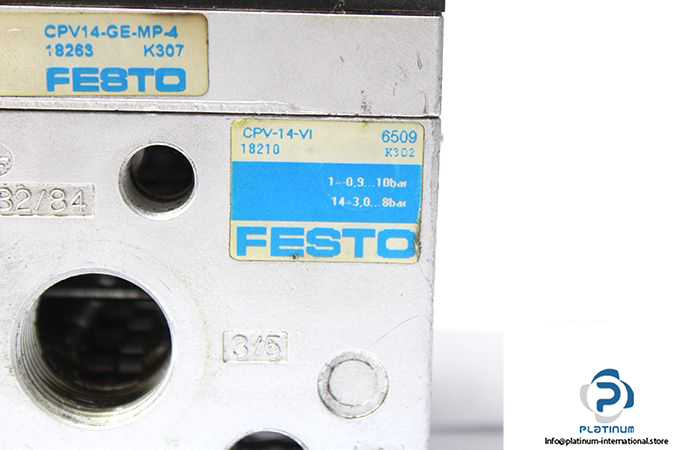 CPV14-GE-MP-4
18263 K307
FESTO
CPV-14-VI 6509
18210 K302
1=-0,9...10bar
14=3,0...8bar
FESTO
82/84
3/5
PLATINUM
info@platinum-international.store